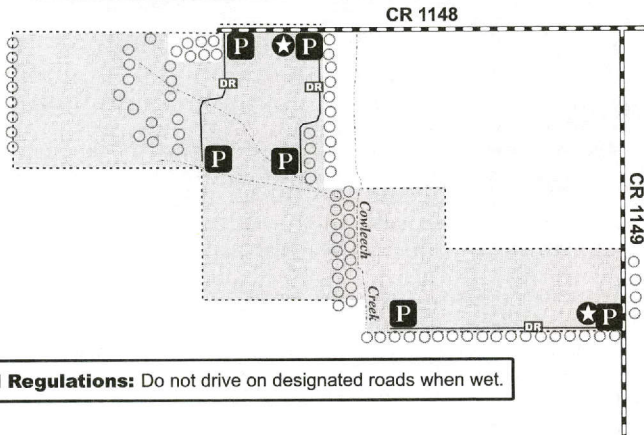 CR 1148
P
P
DR
DR
P
P
CR 1149
Cowleech
Creek
P
P
DR
Regulations: Do not drive on designated roads when wet.